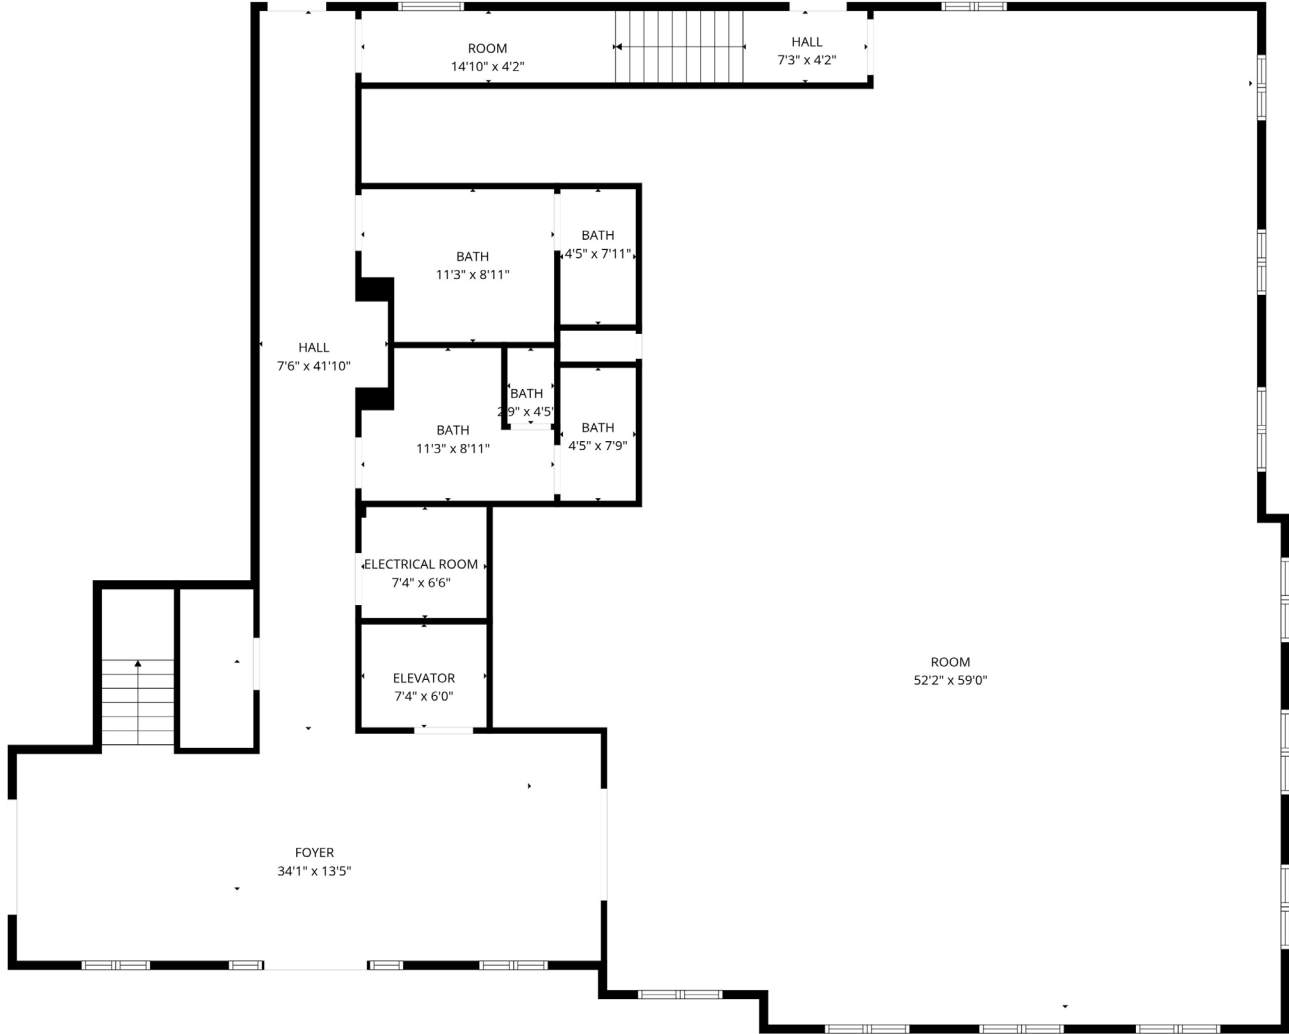 ROOM
14'10" x 4'2"
HALL
7'3" x 4'2"
BATH
4'5" x 7'11"
BATH
11'3" x 8'11"
HALL
7'6" x 41'10"
BATH
2'9" x 4'5"
BATH
11'3" x 8'11"
BATH
4'5" x 7'9"
ELECTRICAL ROOM
7'4" x 6'6"
ROOM
52'2" x 59'0"
ELEVATOR
7'4" x 6'0"
FOYER
34'1" x 13'5"